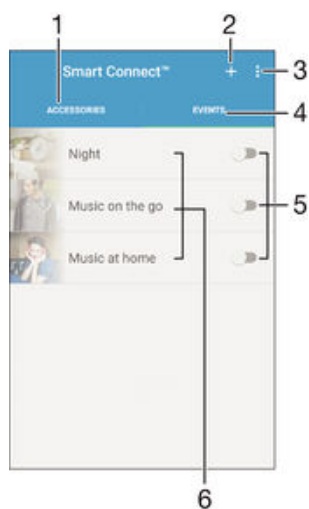 1
2
Smart Connect™ + 3
ACCESSORIES EVENTS 4
Night
Music on the go 5
Music at home
6